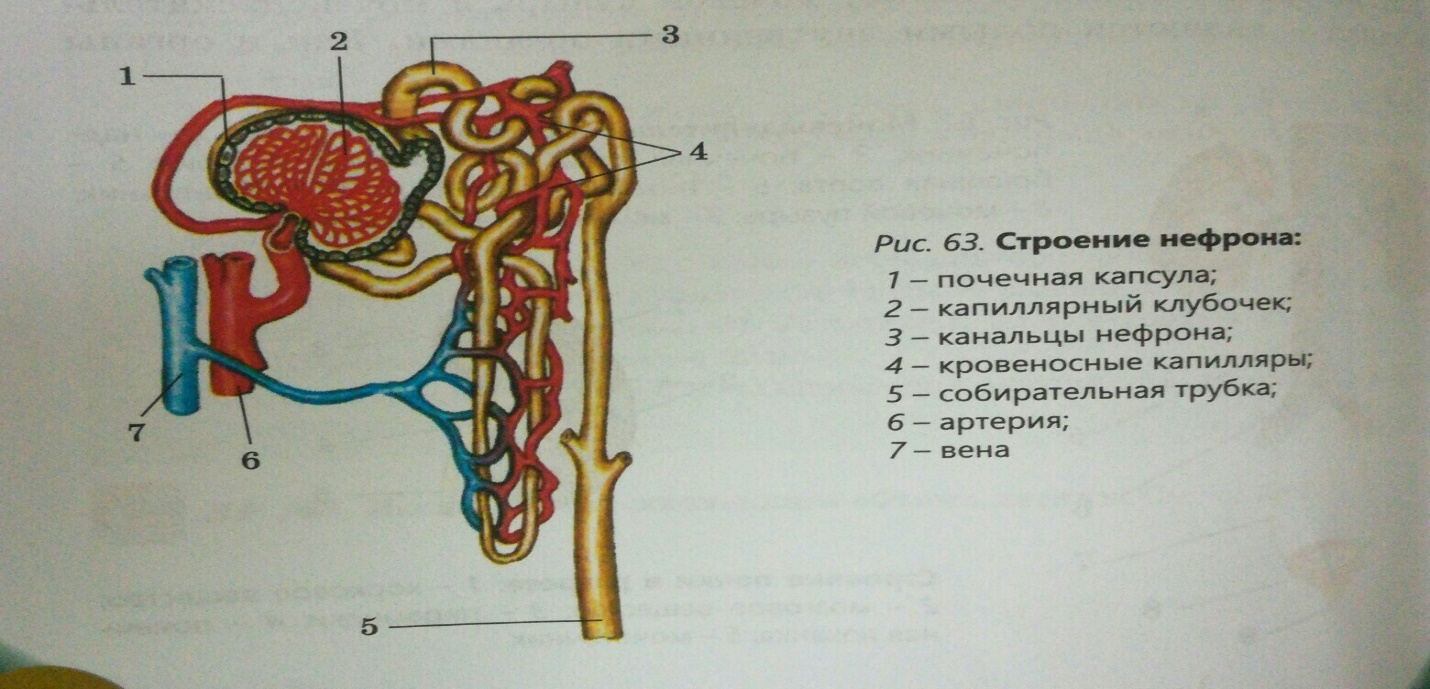 1
2
3
4
Рис. 63. Строение нефрона:
1 – почечная капсула;
2 – капиллярный клубочек;
3 – канальцы нефрона;
4 – кровеносные капилляры;
5 – собирательная трубка;
6 – артерия;
7 – вена
7
6
5